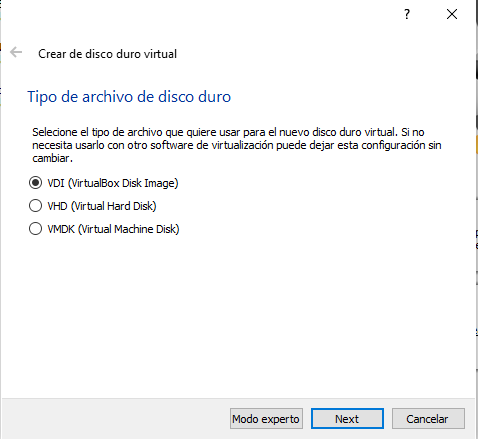 ?
Crear de disco duro virtual
Tipo de archivo de disco duro
Selecione el tipo de archivo que quiere usar para el nuevo disco duro virtual. Si no
necesita usarlo con otro software de virtualización puede dejar esta configuración sin
cambiar.
VDI (VirtualBox Disk Image)
VHD (Virtual Hard Disk)
VMDK (Virtual Machine Disk)
Modo experto Next Cancelar